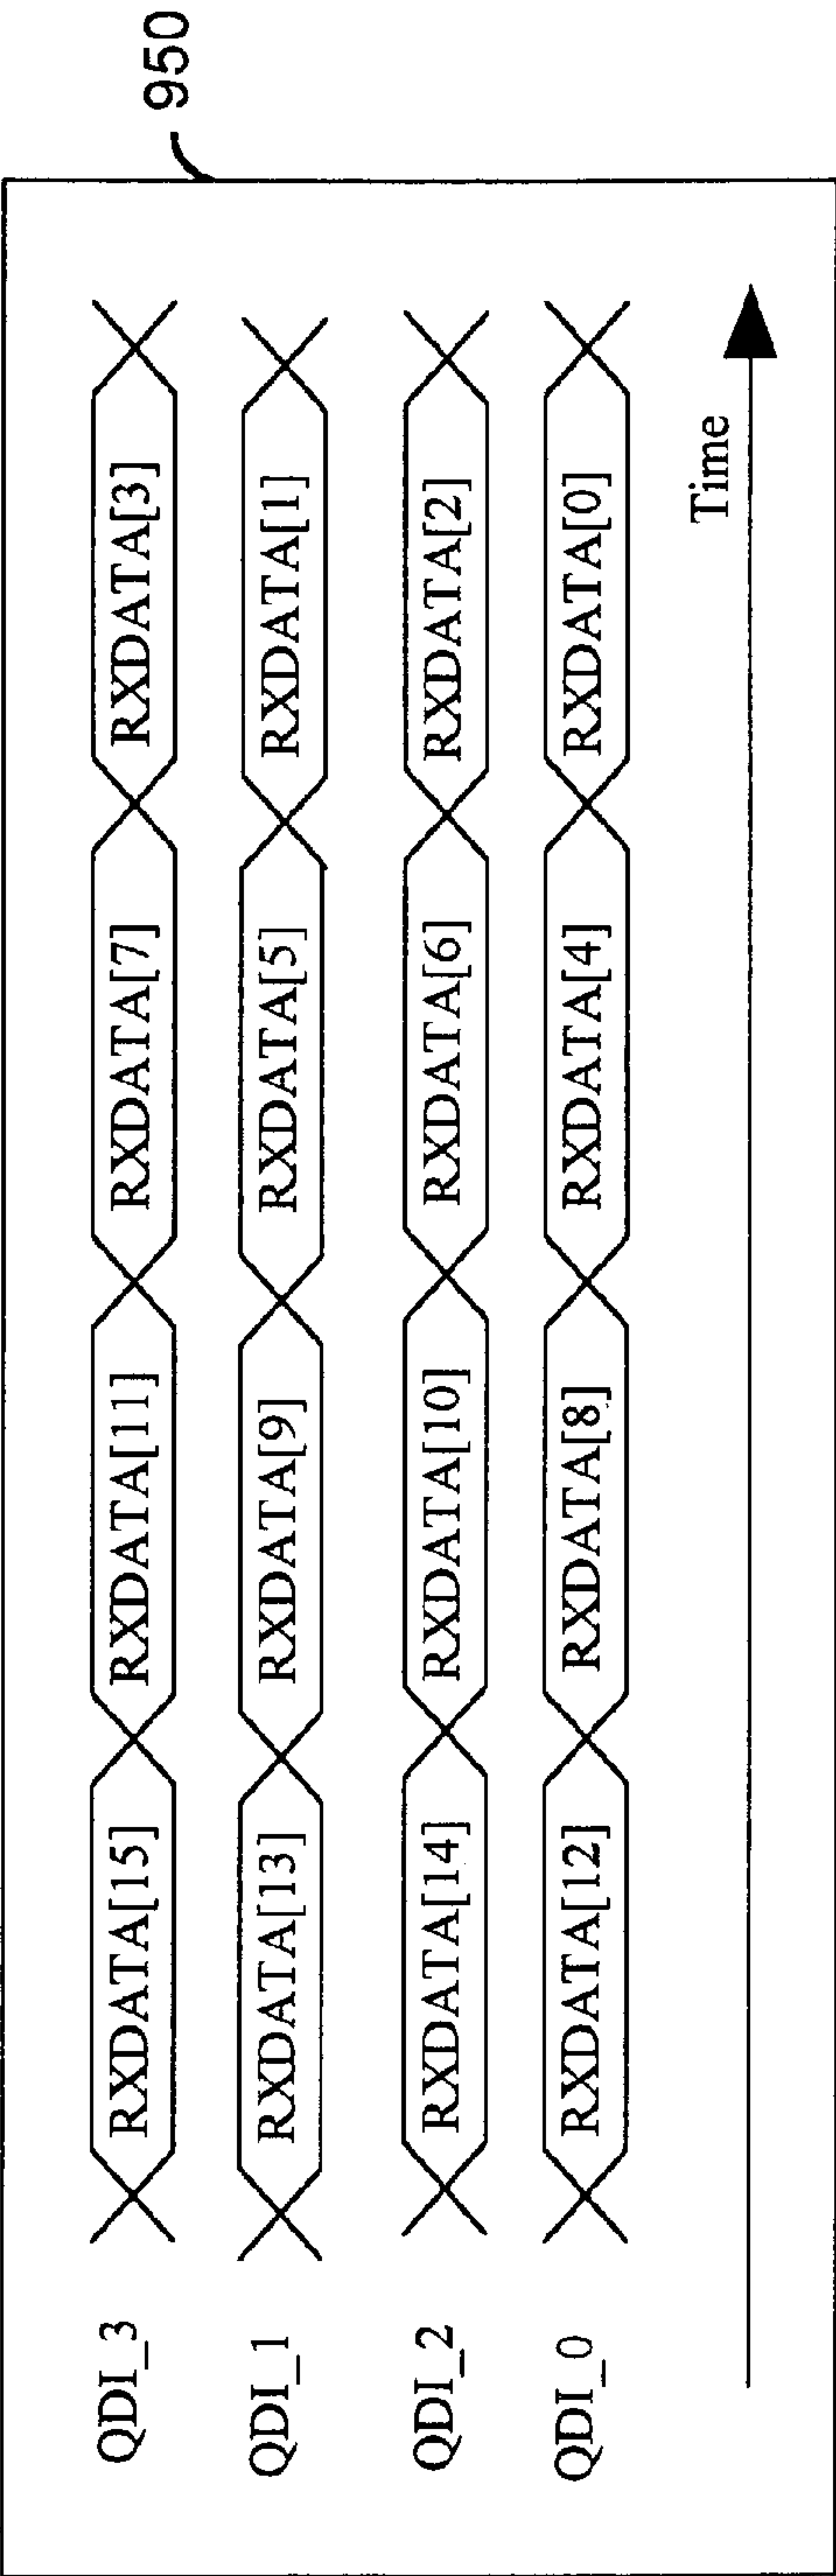 950
QDI_3 RXDATA[15] RXDATA[11] RXDATA[7] RXDATA[3]
QDI_1 RXDATA[13] RXDATA[9] RXDATA[5] RXDATA[1]
QDI_2 RXDATA[14] RXDATA[10] RXDATA[6] RXDATA[2]
QDI_0 RXDATA[12] RXDATA[8] RXDATA[4] RXDATA[0]
Time